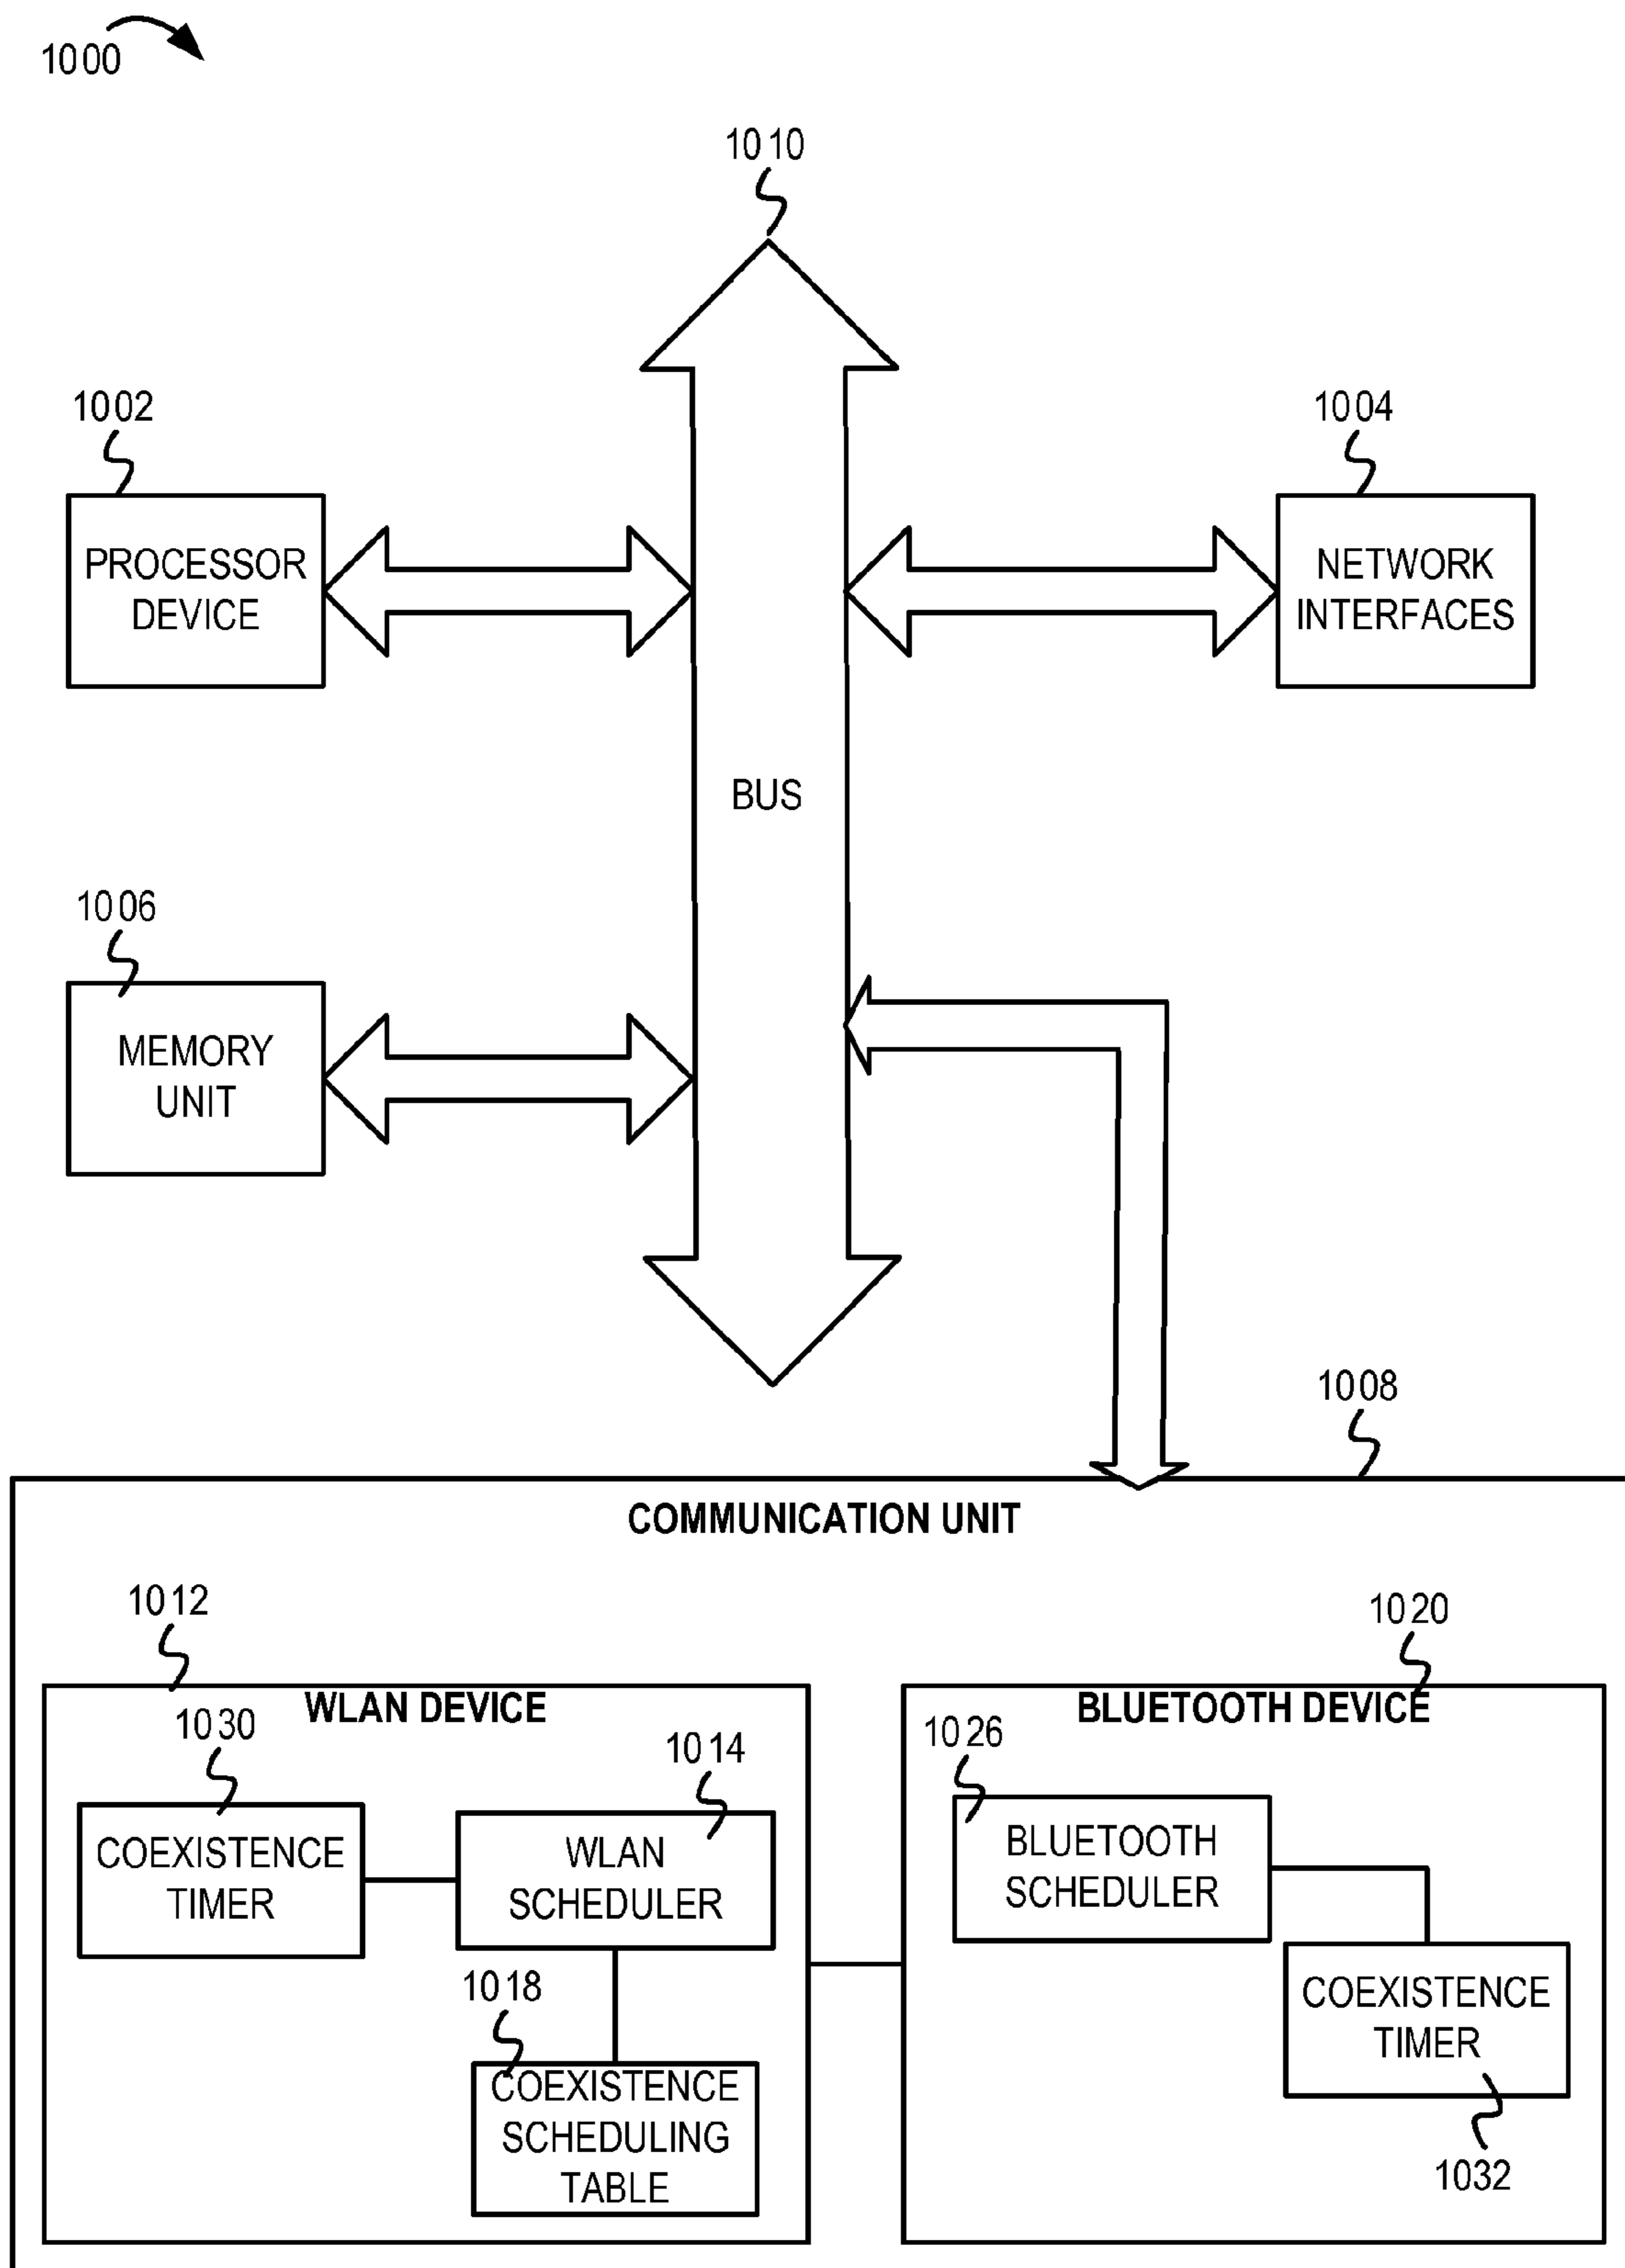 1000
1010
1002
PROCESSOR
DEVICE
1004
NETWORK
INTERFACES
BUS
1006
MEMORY
UNIT
1008
COMMUNICATION UNIT
1012
WLAN DEVICE
1030
COEXISTENCE
TIMER
1014
WLAN
SCHEDULER
1018
COEXISTENCE
SCHEDULING
TABLE
1020
BLUETOOTH DEVICE
1026
BLUETOOTH
SCHEDULER
COEXISTENCE
TIMER
1032